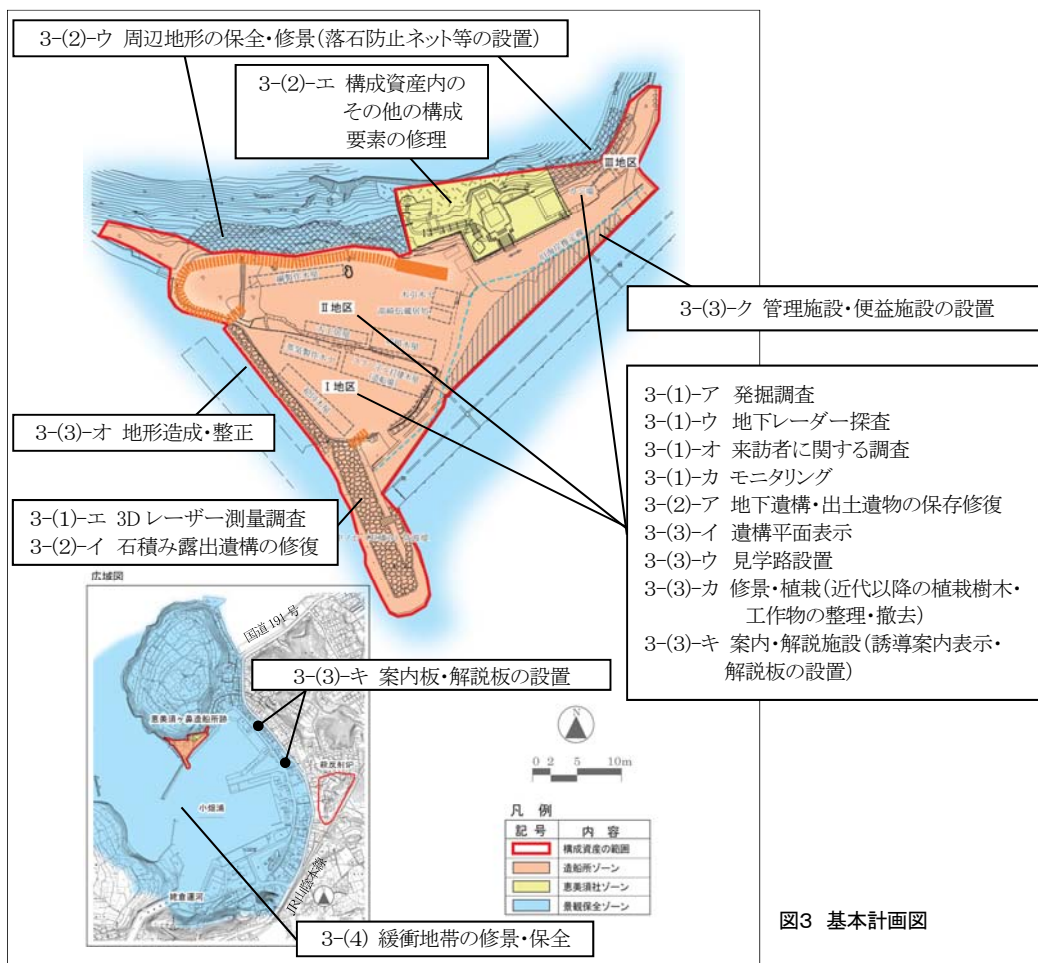 3-(2)-ウ 周辺地形の保全・修景(落石防止ネット等の設置)
3-(2)-エ 構成資産内の
その他の構成
要素の修理
Ⅲ地区
Ⅱ地区
Ⅰ地区
3-(3)-ク 管理施設・便益施設の設置
3-(3)-オ 地形造成・整正
3-(1)-エ 3Dレーザー測量調査
3-(2)-イ 石積み露出遺構の修復
3-(1)-ア 発掘調査
3-(1)-ウ 地下レーダー探査
3-(1)-オ 来訪者に関する調査
3-(1)-カ モニタリング
3-(2)-ア 地下遺構・出土遺物の保存修復
3-(3)-イ 遺構平面表示
3-(3)-ウ 見学路設置
3-(3)-カ 修景・植栽(近代以降の植栽樹木・
工作物の整理・撤去)
3-(3)-キ 案内・解説施設(誘導案内表示・
解説板の設置)
広域図
国道191号
3-(3)-キ 案内板・解説板の設置
恵美須ヶ鼻造船所跡
萩反射炉
小畑浦
JR山陰本線
姥倉運河
3-(4) 緩衝地帯の修景・保全
N
0 2 5 10m
凡 例
記 号 内 容
構成資産の範囲
造船所ゾーン
恵美須社ゾーン
景観保全ゾーン
図3 基本計画図